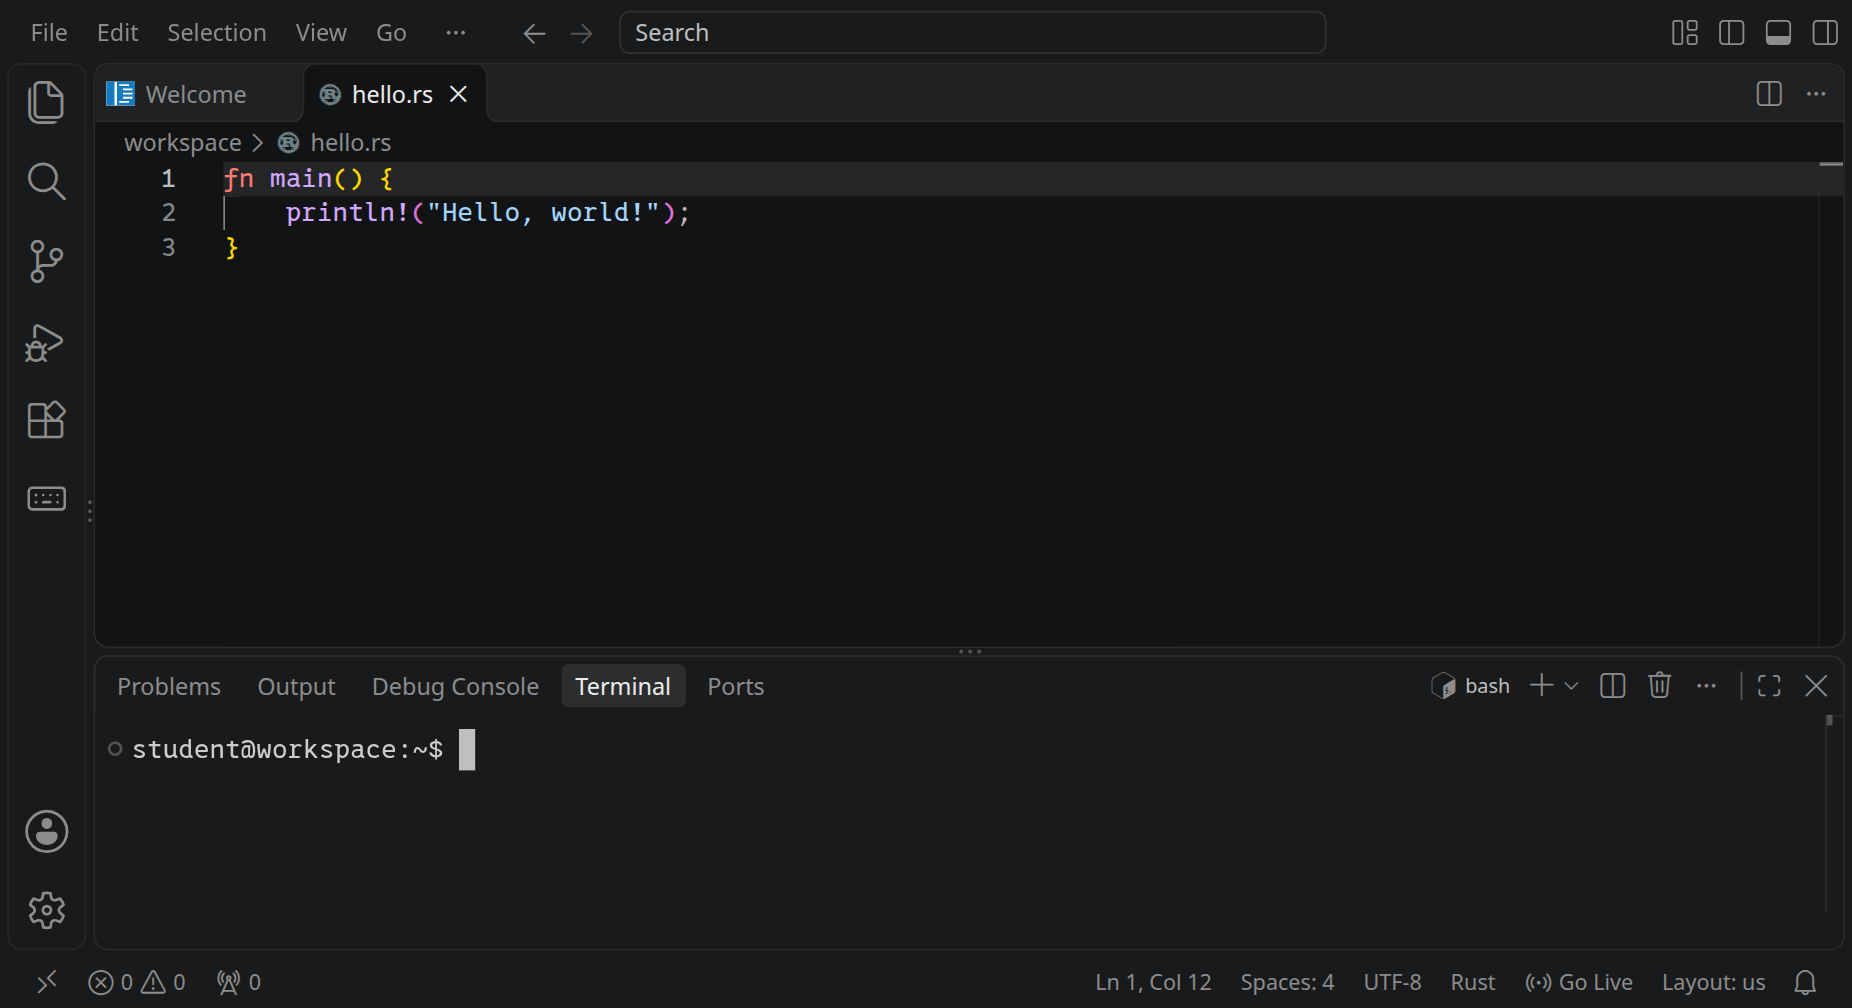 File Edit Selection View Go ··· Search
Welcome hello.rs
workspace > hello.rs
1 fn main() {
2     println!("Hello, world!");
3 }
Problems Output Debug Console Terminal Ports bash
student@workspace:~$
0 0 0 Ln 1, Col 12 Spaces: 4 UTF-8 Rust Go Live Layout: us